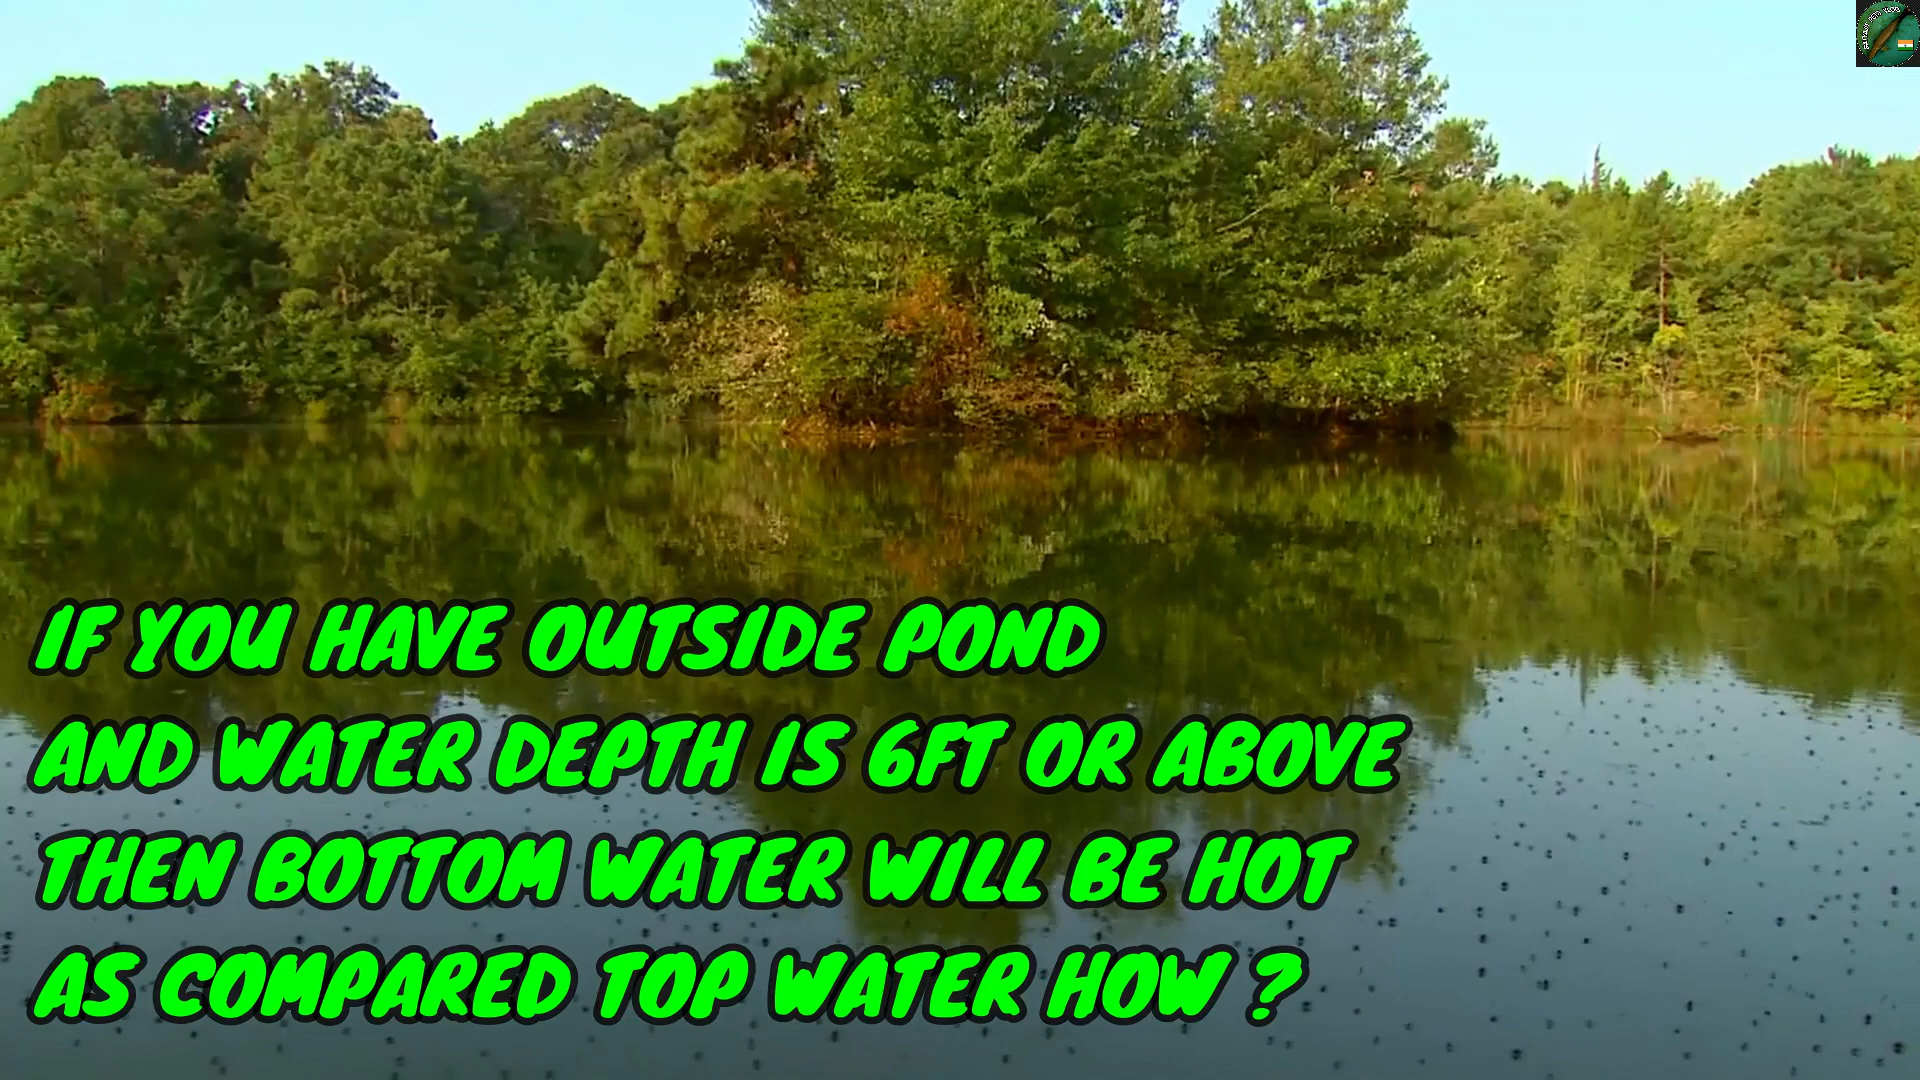 IF YOU HAVE OUTSIDE POND
AND WATER DEPTH IS 6FT OR ABOVE
THEN BOTTOM WATER WILL BE HOT
AS COMPARED TOP WATER HOW ?